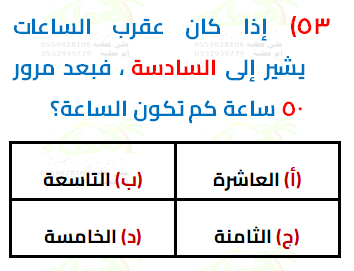 ٥٣) إذا كان عقرب الساعات
يشير إلى السادسة ، فبعد مرور
٥٠ ساعة كم تكون الساعة؟
(أ) العاشرة (ب) التاسعة
(ج) الثامنة (د) الخامسة